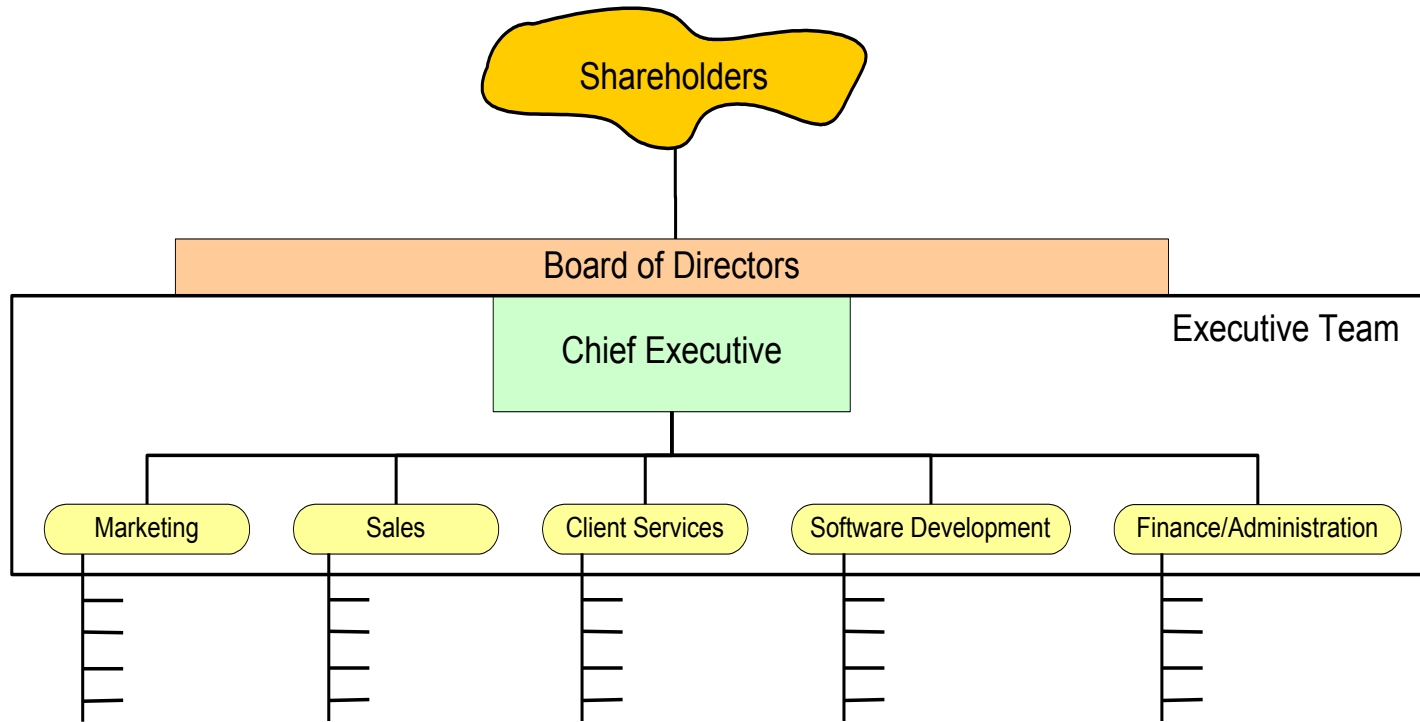 Shareholders
Board of Directors
Executive Team
Chief Executive
Marketing
Sales
Client Services
Software Development
Finance/Administration